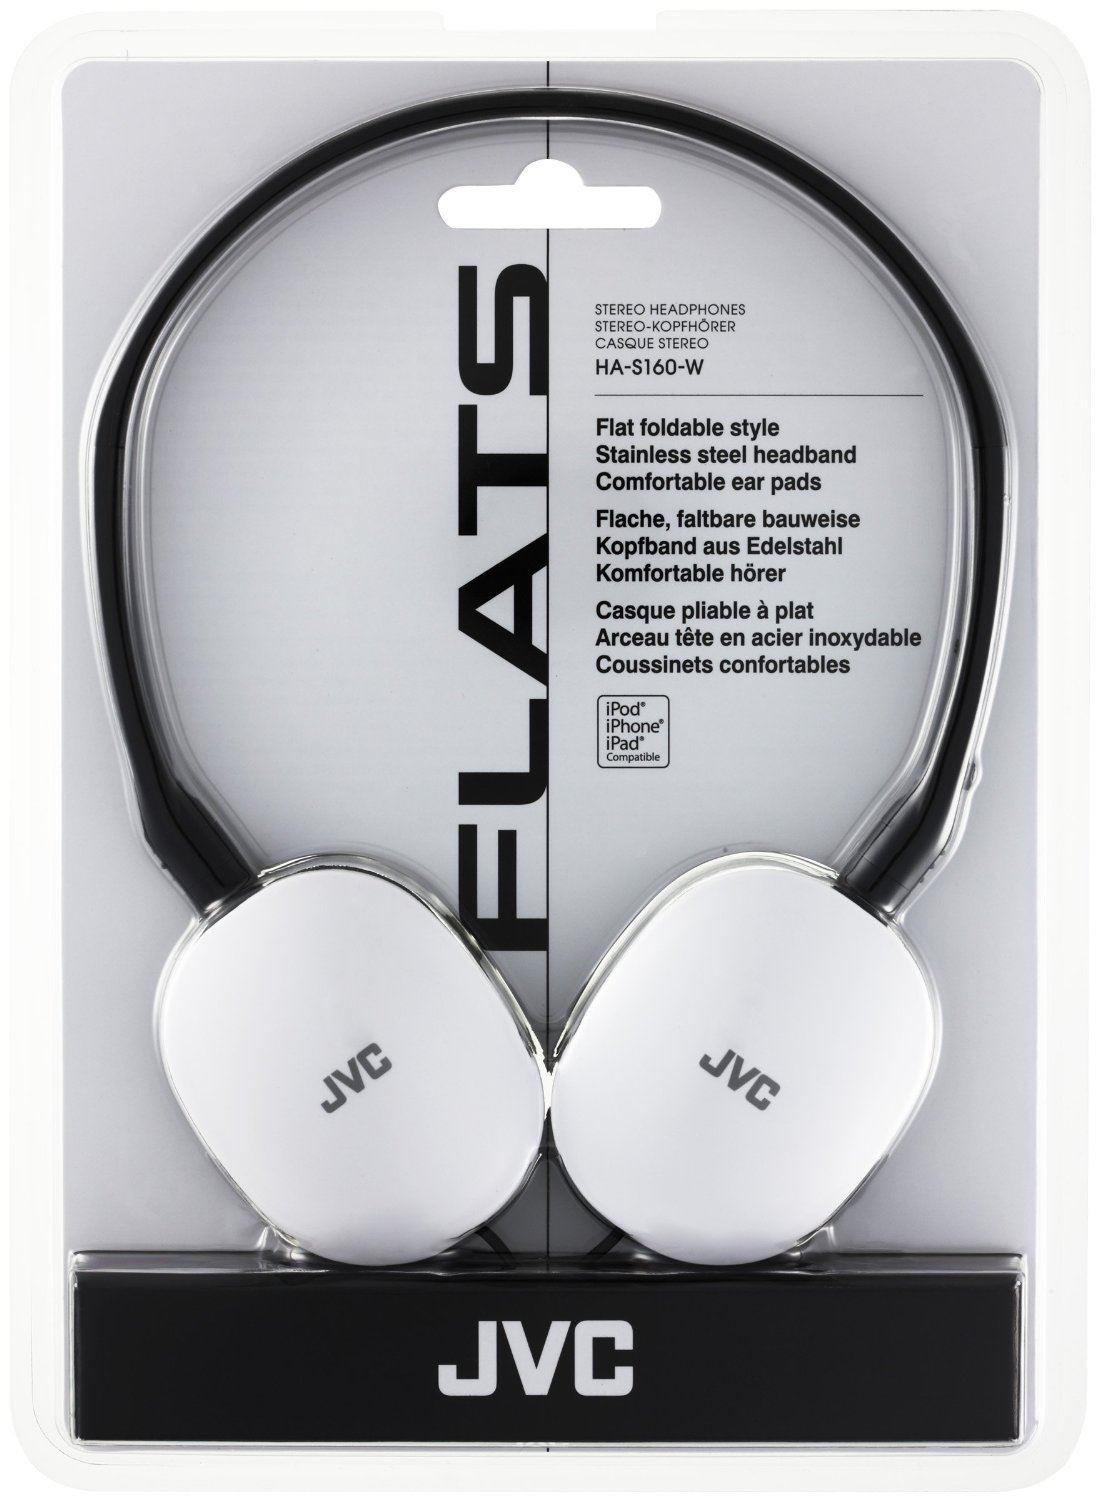 FLATS
STEREO HEADPHONES
STEREO-KOPFHÖRER
CASQUE STEREO
HA-S160-W
Flat foldable style
Stainless steel headband
Comfortable ear pads
Flache, faltbare bauweise
Kopfband aus Edelstahl
Komfortable hörer
Casque pliable à plat
Arceau tête en acier inoxydable
Coussinets confortables
iPod®
iPhone®
iPad®
Compatible
JVC
JVC
JVC